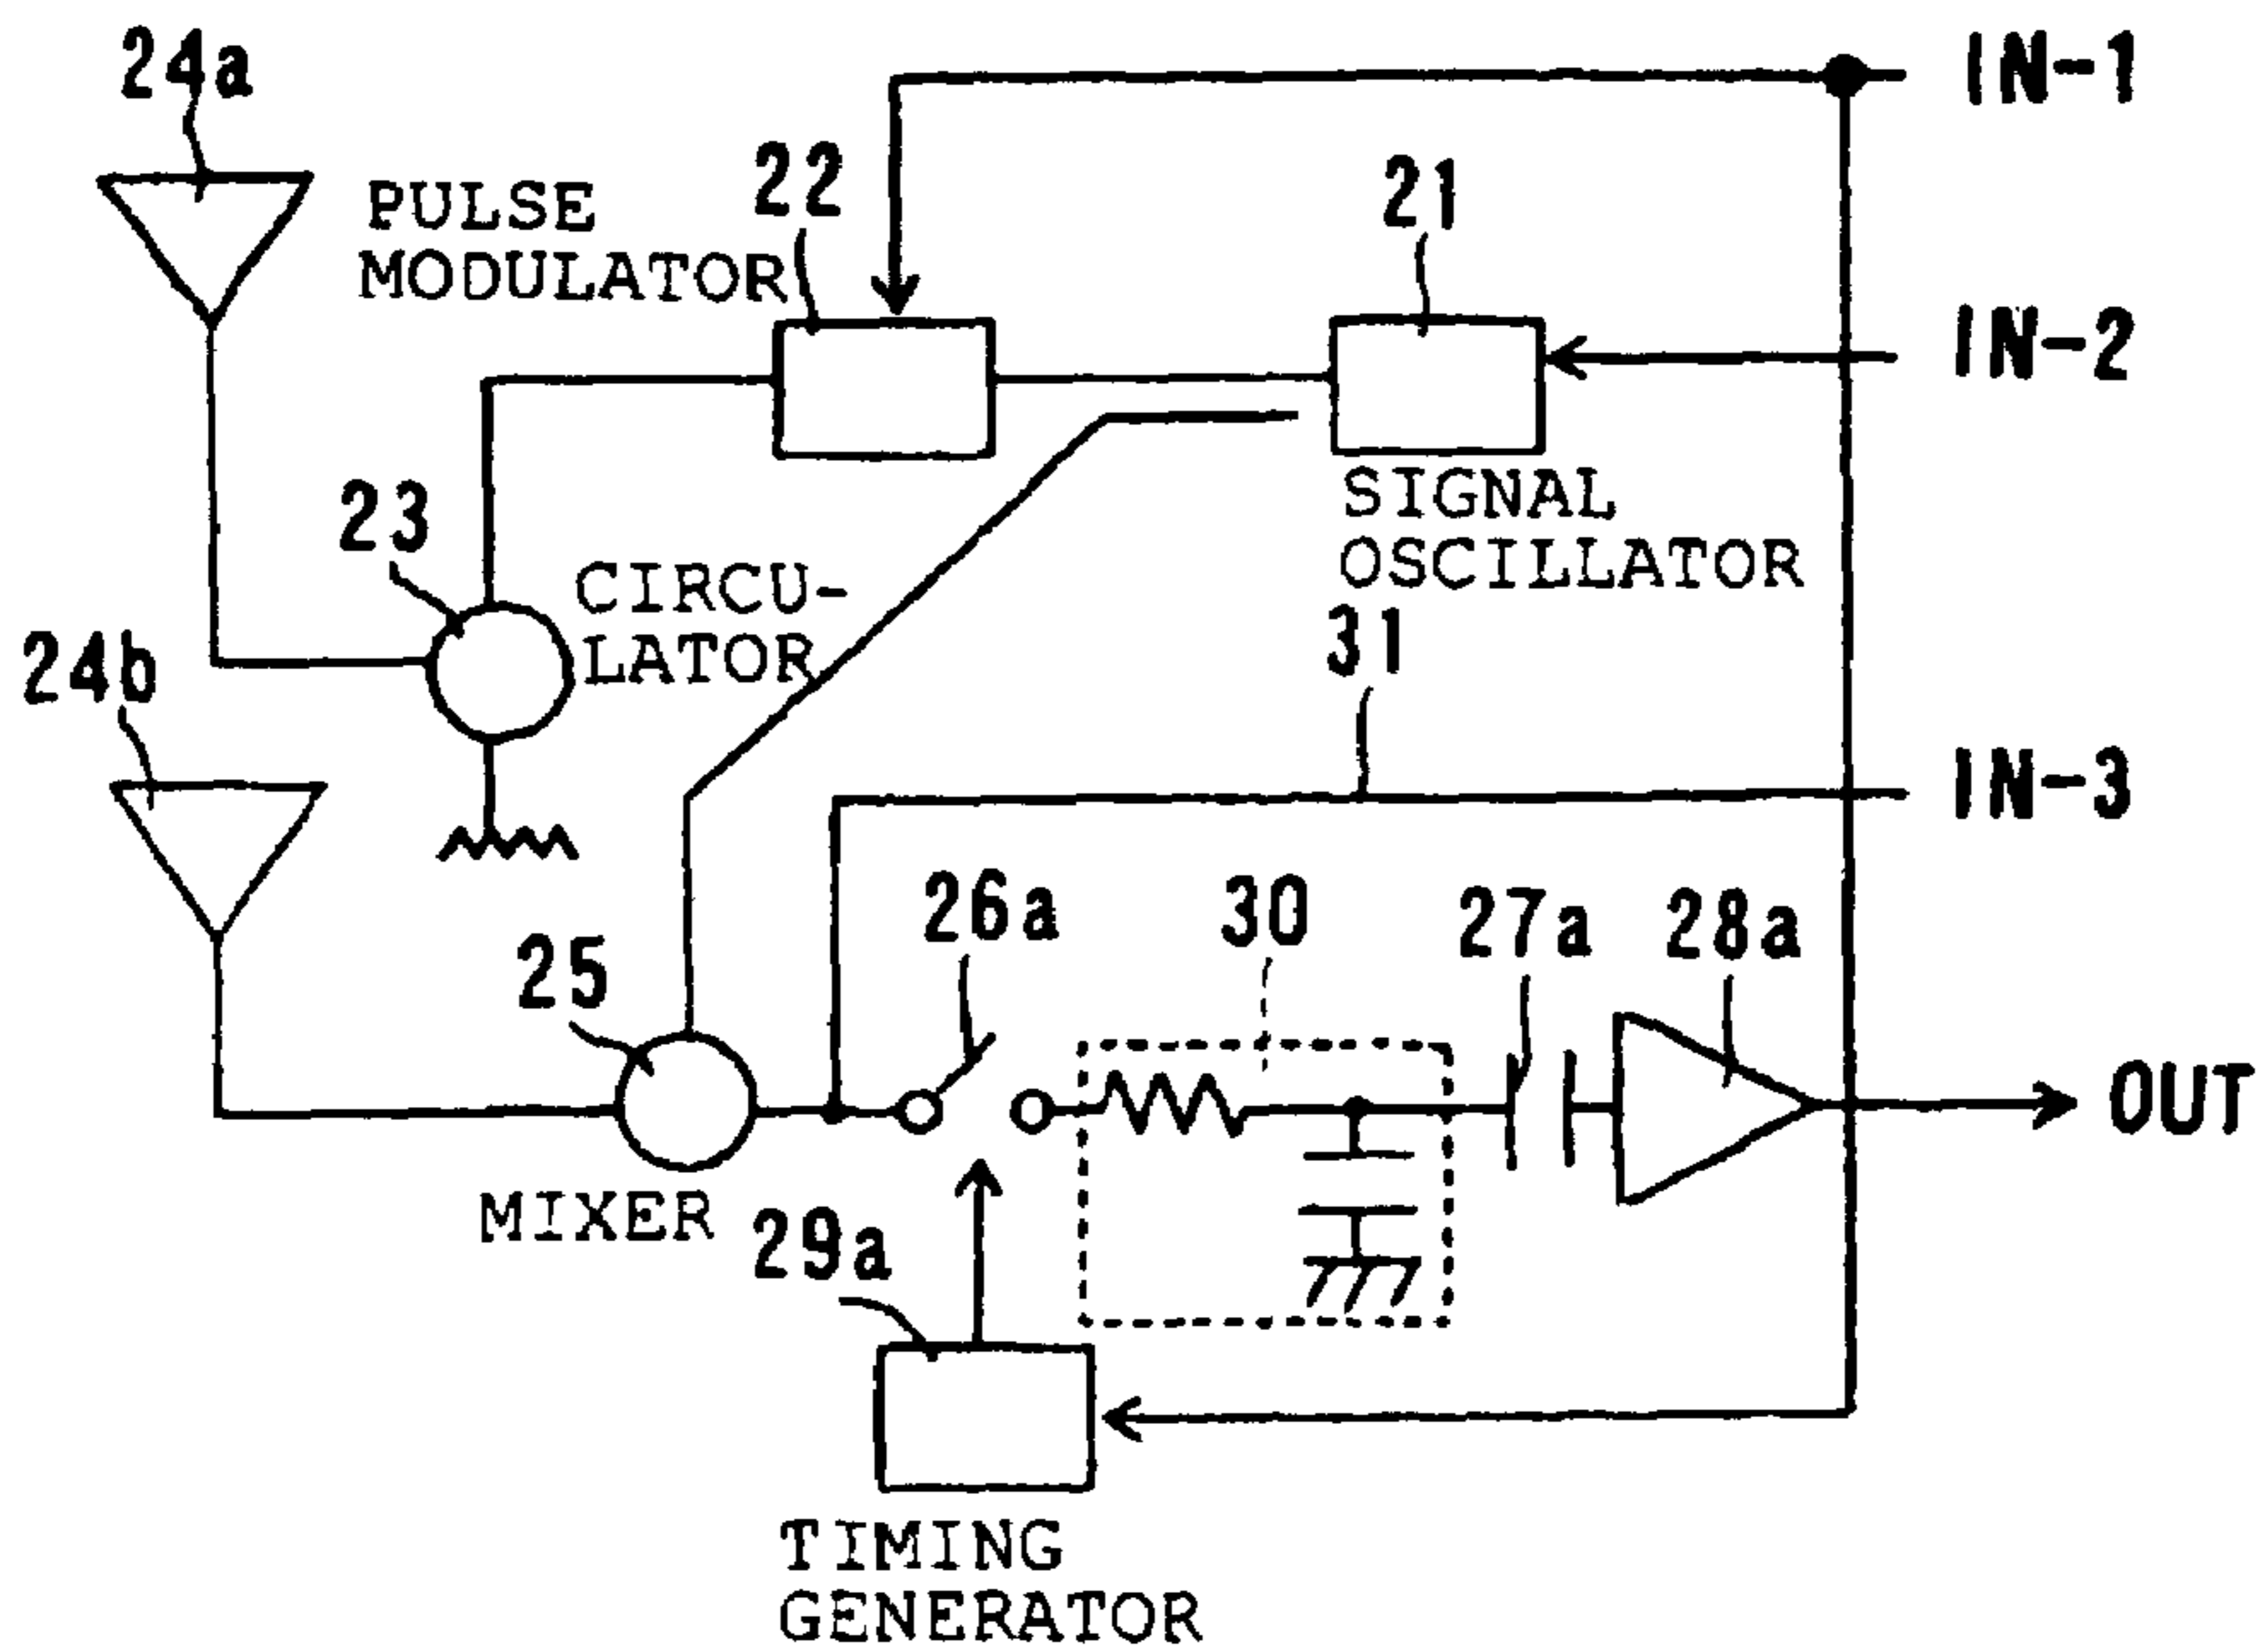 24a
IN-1
22
21
PULSE
MODULATOR
IN-2
23
SIGNAL
OSCILLATOR
CIRCU-
LATOR
31
24b
IN-3
26a
30
27a
28a
25
OUT
MIXER
29a
TIMING
GENERATOR